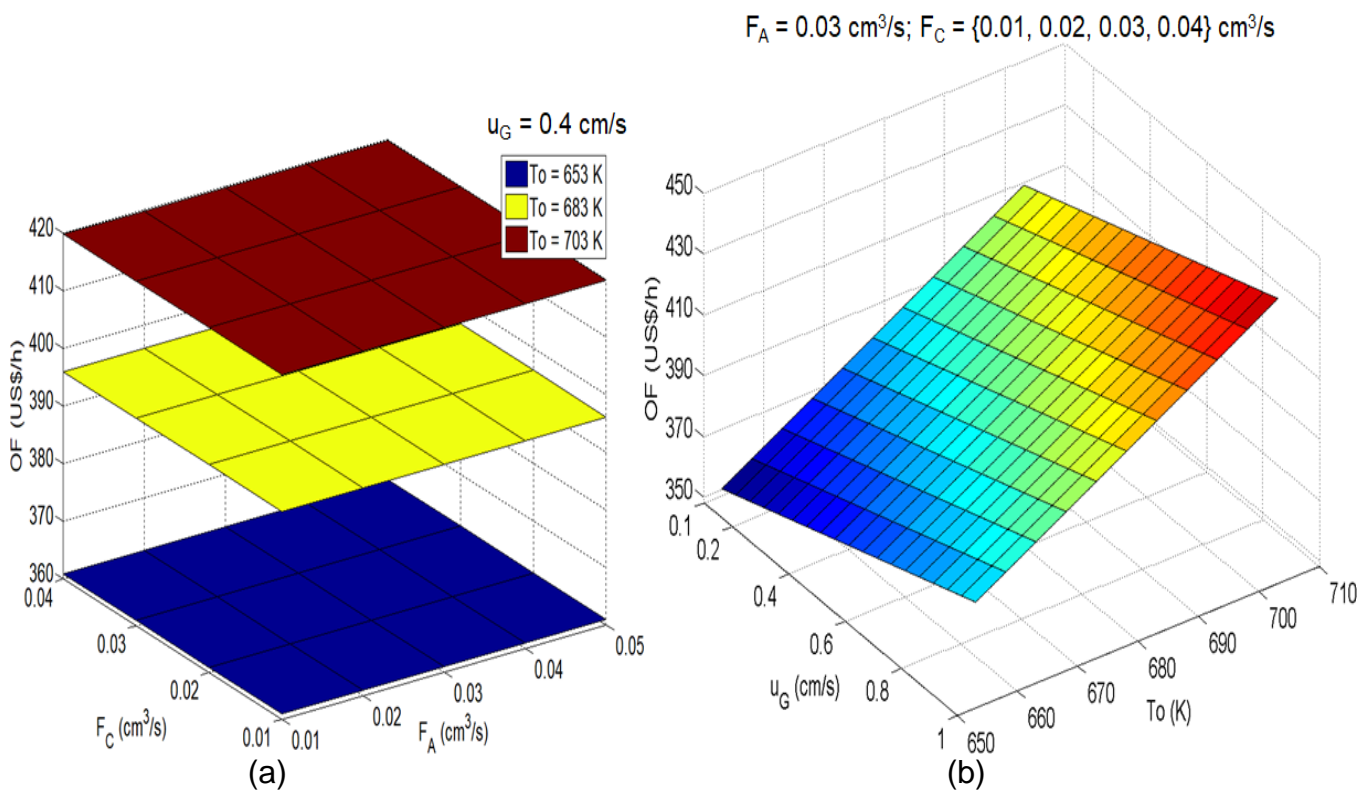 F_A = 0.03 cm³/s; F_C = {0.01, 0.02, 0.03, 0.04} cm³/s
u_G = 0.4 cm/s
To = 653 K
To = 683 K
To = 703 K
OF (US$/h)
420
410
400
390
380
370
360
0.04
0.03
0.02
0.01
F_C (cm³/s)
0.01
0.02
0.03
0.04
0.05
F_A (cm³/s)
(a)
OF (US$/h)
450
430
410
390
370
350
0.1
0.2
0.4
0.6
0.8
1
u_G (cm/s)
650
660
670
680
690
700
710
To (K)
(b)